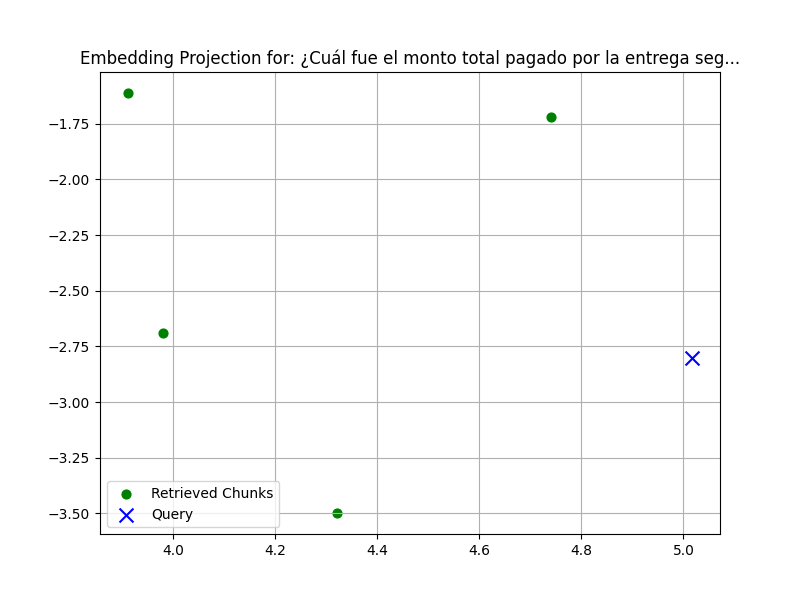 Embedding Projection for: ¿Cuál fue el monto total pagado por la entrega seg...
−1.75
−2.00
−2.25
−2.50
−2.75
−3.00
−3.25
−3.50
Retrieved Chunks
Query
4.0 4.2 4.4 4.6 4.8 5.0